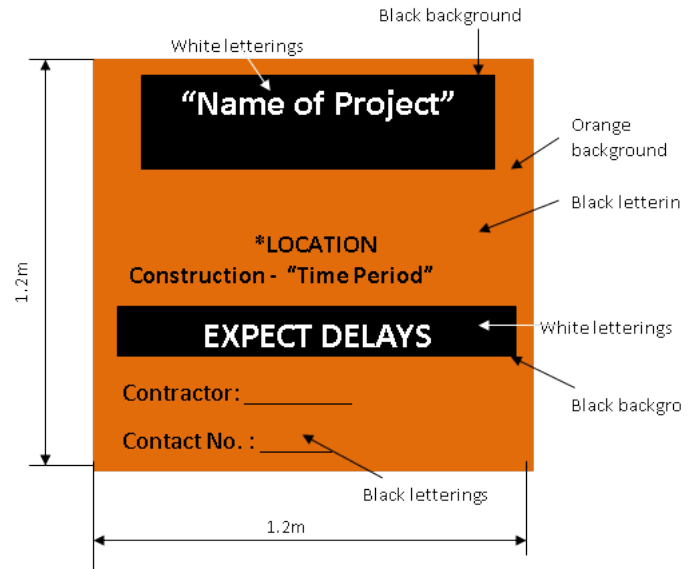 Black background
White letterings
“Name of Project”
Orange
background
Black letterin
*LOCATION
Construction - “Time Period”
1.2m
EXPECT DELAYS
White letterings
Contractor: __________
Black backgro
Contact No. : ______
Black letterings
1.2m